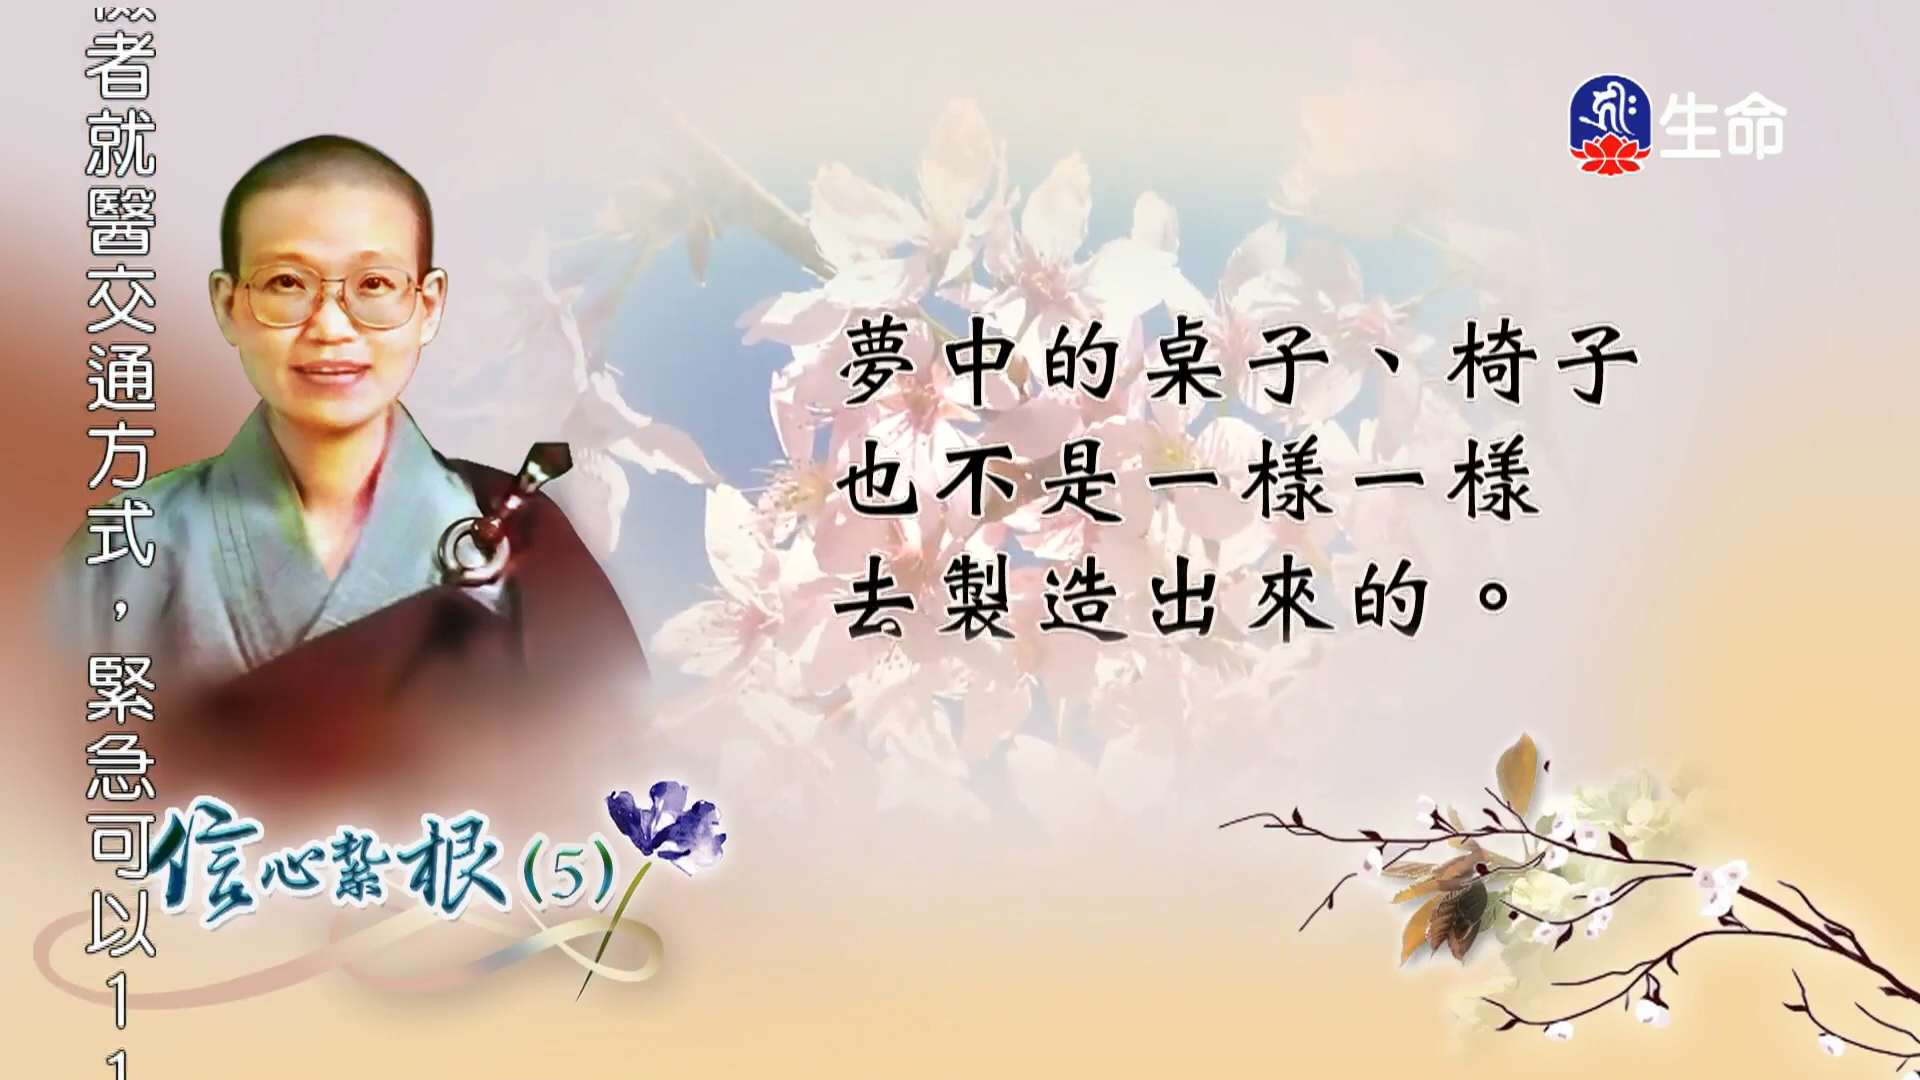 者就醫交通方式，緊急可以11
生命
夢中的桌子、椅子
也不是一樣一樣
去製造出來的。
信心紮根(5)